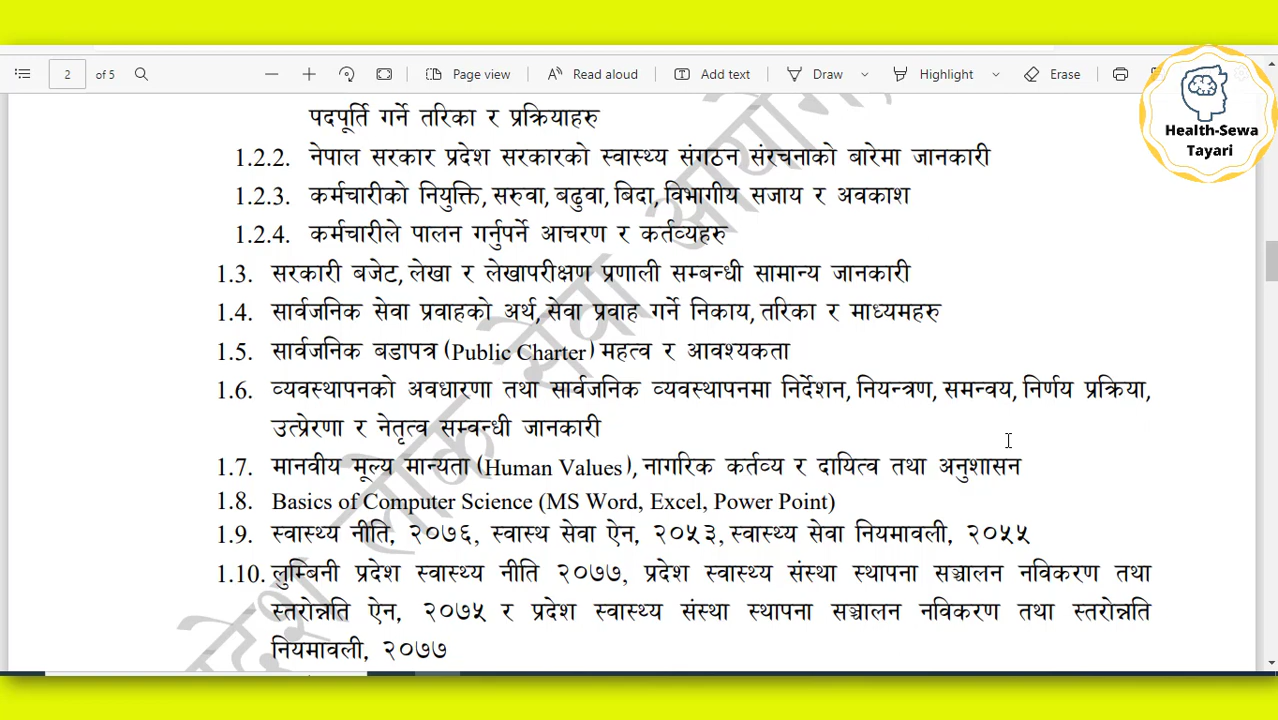 2 of 5 Page view Read aloud Add text Draw Highlight Erase
Health-Sewa
Tayari
पदपूर्ति गर्ने तरिका र प्रक्रियाहरु
1.2.2. नेपाल सरकार प्रदेश सरकारको स्वास्थ्य संगठन संरचनाको बारेमा जानकारी
1.2.3. कर्मचारीको नियुक्ति, सरुवा, बढुवा, बिदा, विभागीय सजाय र अवकाश
1.2.4. कर्मचारीले पालन गर्नुपर्ने आचरण र कर्तव्यहरु
1.3. सरकारी बजेट, लेखा र लेखापरीक्षण प्रणाली सम्बन्धी सामान्य जानकारी
1.4. सार्वजनिक सेवा प्रवाहको अर्थ, सेवा प्रवाह गर्ने निकाय, तरिका र माध्यमहरु
1.5. सार्वजनिक बडापत्र (Public Charter) महत्व र आवश्यकता
1.6. व्यवस्थापनको अवधारणा तथा सार्वजनिक व्यवस्थापनमा निर्देशन, नियन्त्रण, समन्वय, निर्णय प्रक्रिया,
उत्प्रेरणा र नेतृत्व सम्वन्धी जानकारी
1.7. मानवीय मूल्य मान्यता (Human Values), नागरिक कर्तव्य र दायित्व तथा अनुशासन
1.8. Basics of Computer Science (MS Word, Excel, Power Point)
1.9. स्वास्थ्य नीति, २०७६, स्वास्थ सेवा ऐन, २०५३, स्वास्थ्य सेवा नियमावली, २०५५
1.10. लुम्बिनी प्रदेश स्वास्थ्य नीति २०७७, प्रदेश स्वास्थ्य संस्था स्थापना सञ्चालन नविकरण तथा
स्तरोन्नति ऐन, २०७५ र प्रदेश स्वास्थ्य संस्था स्थापना सञ्चालन नविकरण तथा स्तरोन्नति
नियमावली, २०७७
प्रदेश लोक सेवा आयोग,